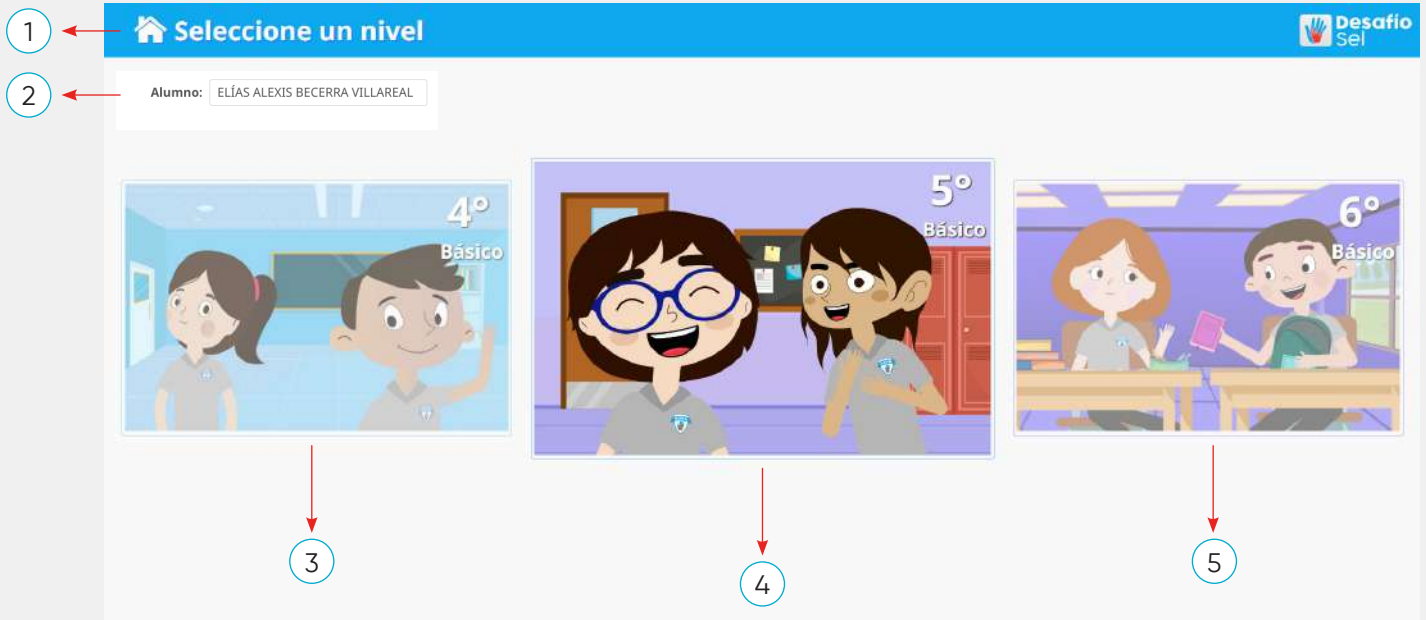 1
Seleccione un nivel
Desafío
Sel
2
Alumno: ELÍAS ALEXIS BECERRA VILLAREAL
4°
Básico
5°
Básico
6°
Básico
3
4
5